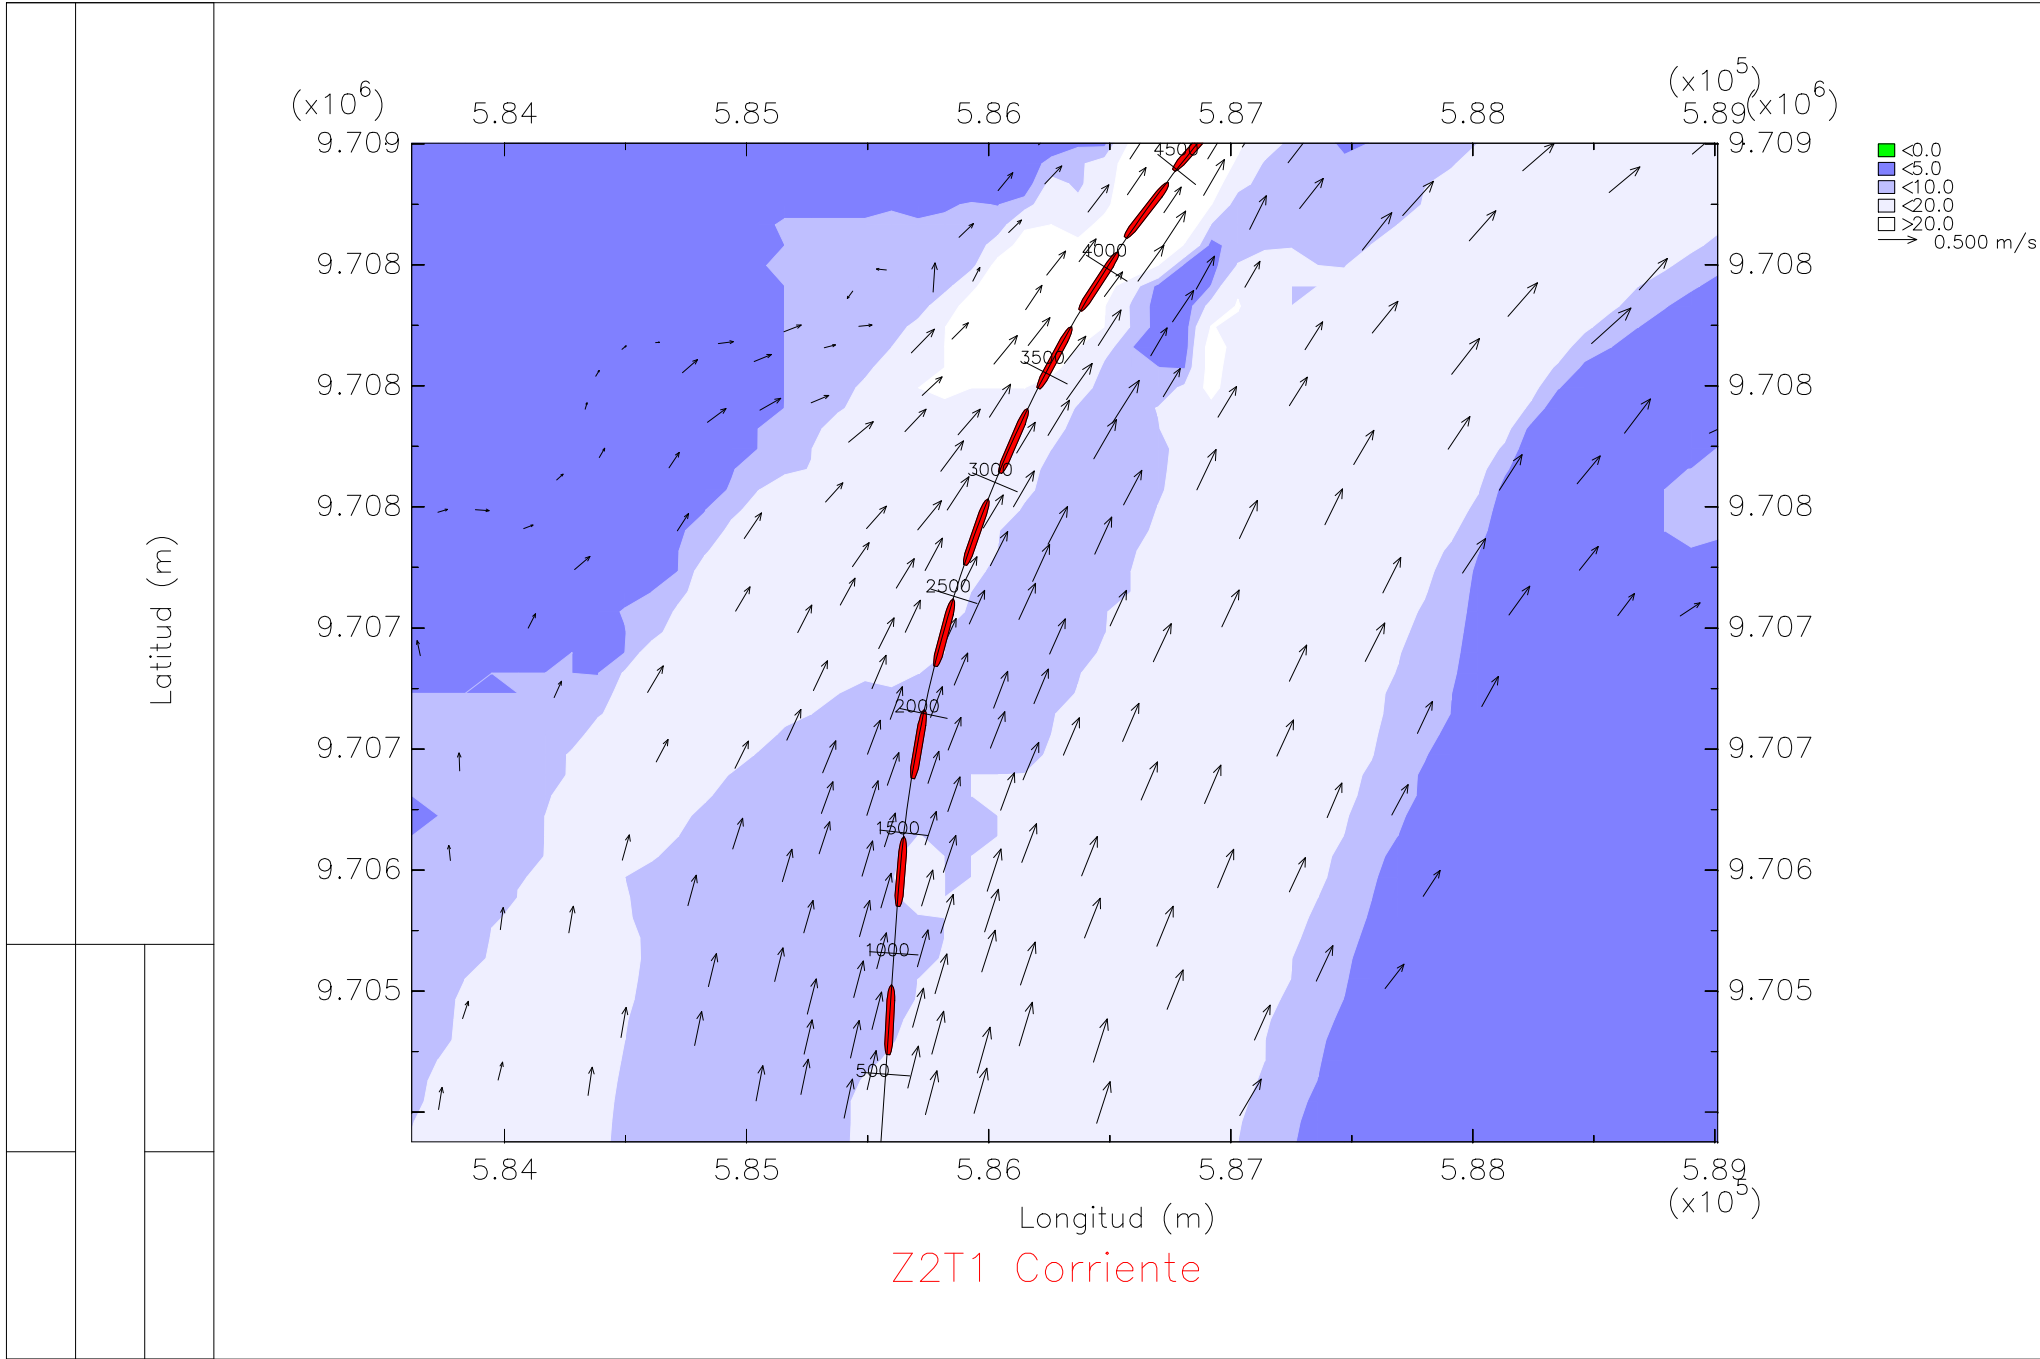 (x10^5)
(x10^6) 5.84 5.85 5.86 5.87 5.88 5.89 (x10^6)
9.709 9.709
4500
<0.0
<5.0
<10.0
<20.0
>20.0
0.500 m/s
4000
9.708 9.708
3500
9.708 9.708
3000
9.708 9.708
2500
9.707 9.707
Latitud (m)
2000
9.707 9.707
1500
9.706 9.706
1000
9.705 9.705
500
5.84 5.85 5.86 5.87 5.88 5.89
(x10^5)
Longitud (m)
Z2T1 Corriente